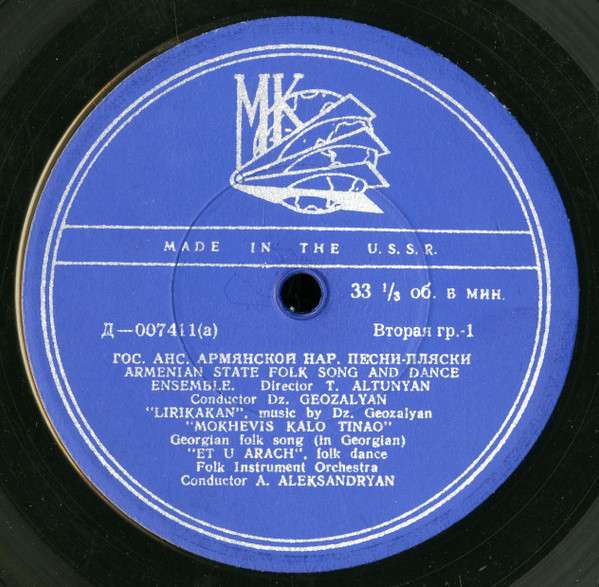 МК
MADE IN THE U.S.S.R.
33 1/3 об. в мин.
Д—007411(а) Вторая гр.-1
ГОС. АНС. АРМЯНСКОЙ НАР. ПЕСНИ-ПЛЯСКИ
ARMENIAN STATE FOLK SONG AND DANCE
ENSEMBLE. Director T. ALTUNYAN
Conductor Dz. GEOZALYAN
"LIRIKAKAN", music by Dz. Geozalyan
"MOKHEVIS KALO TINAO"
Georgian folk song (in Georgian)
"ET U ARACH", folk dance
Folk Instrument Orchestra
Conductor A. ALEKSANDRYAN